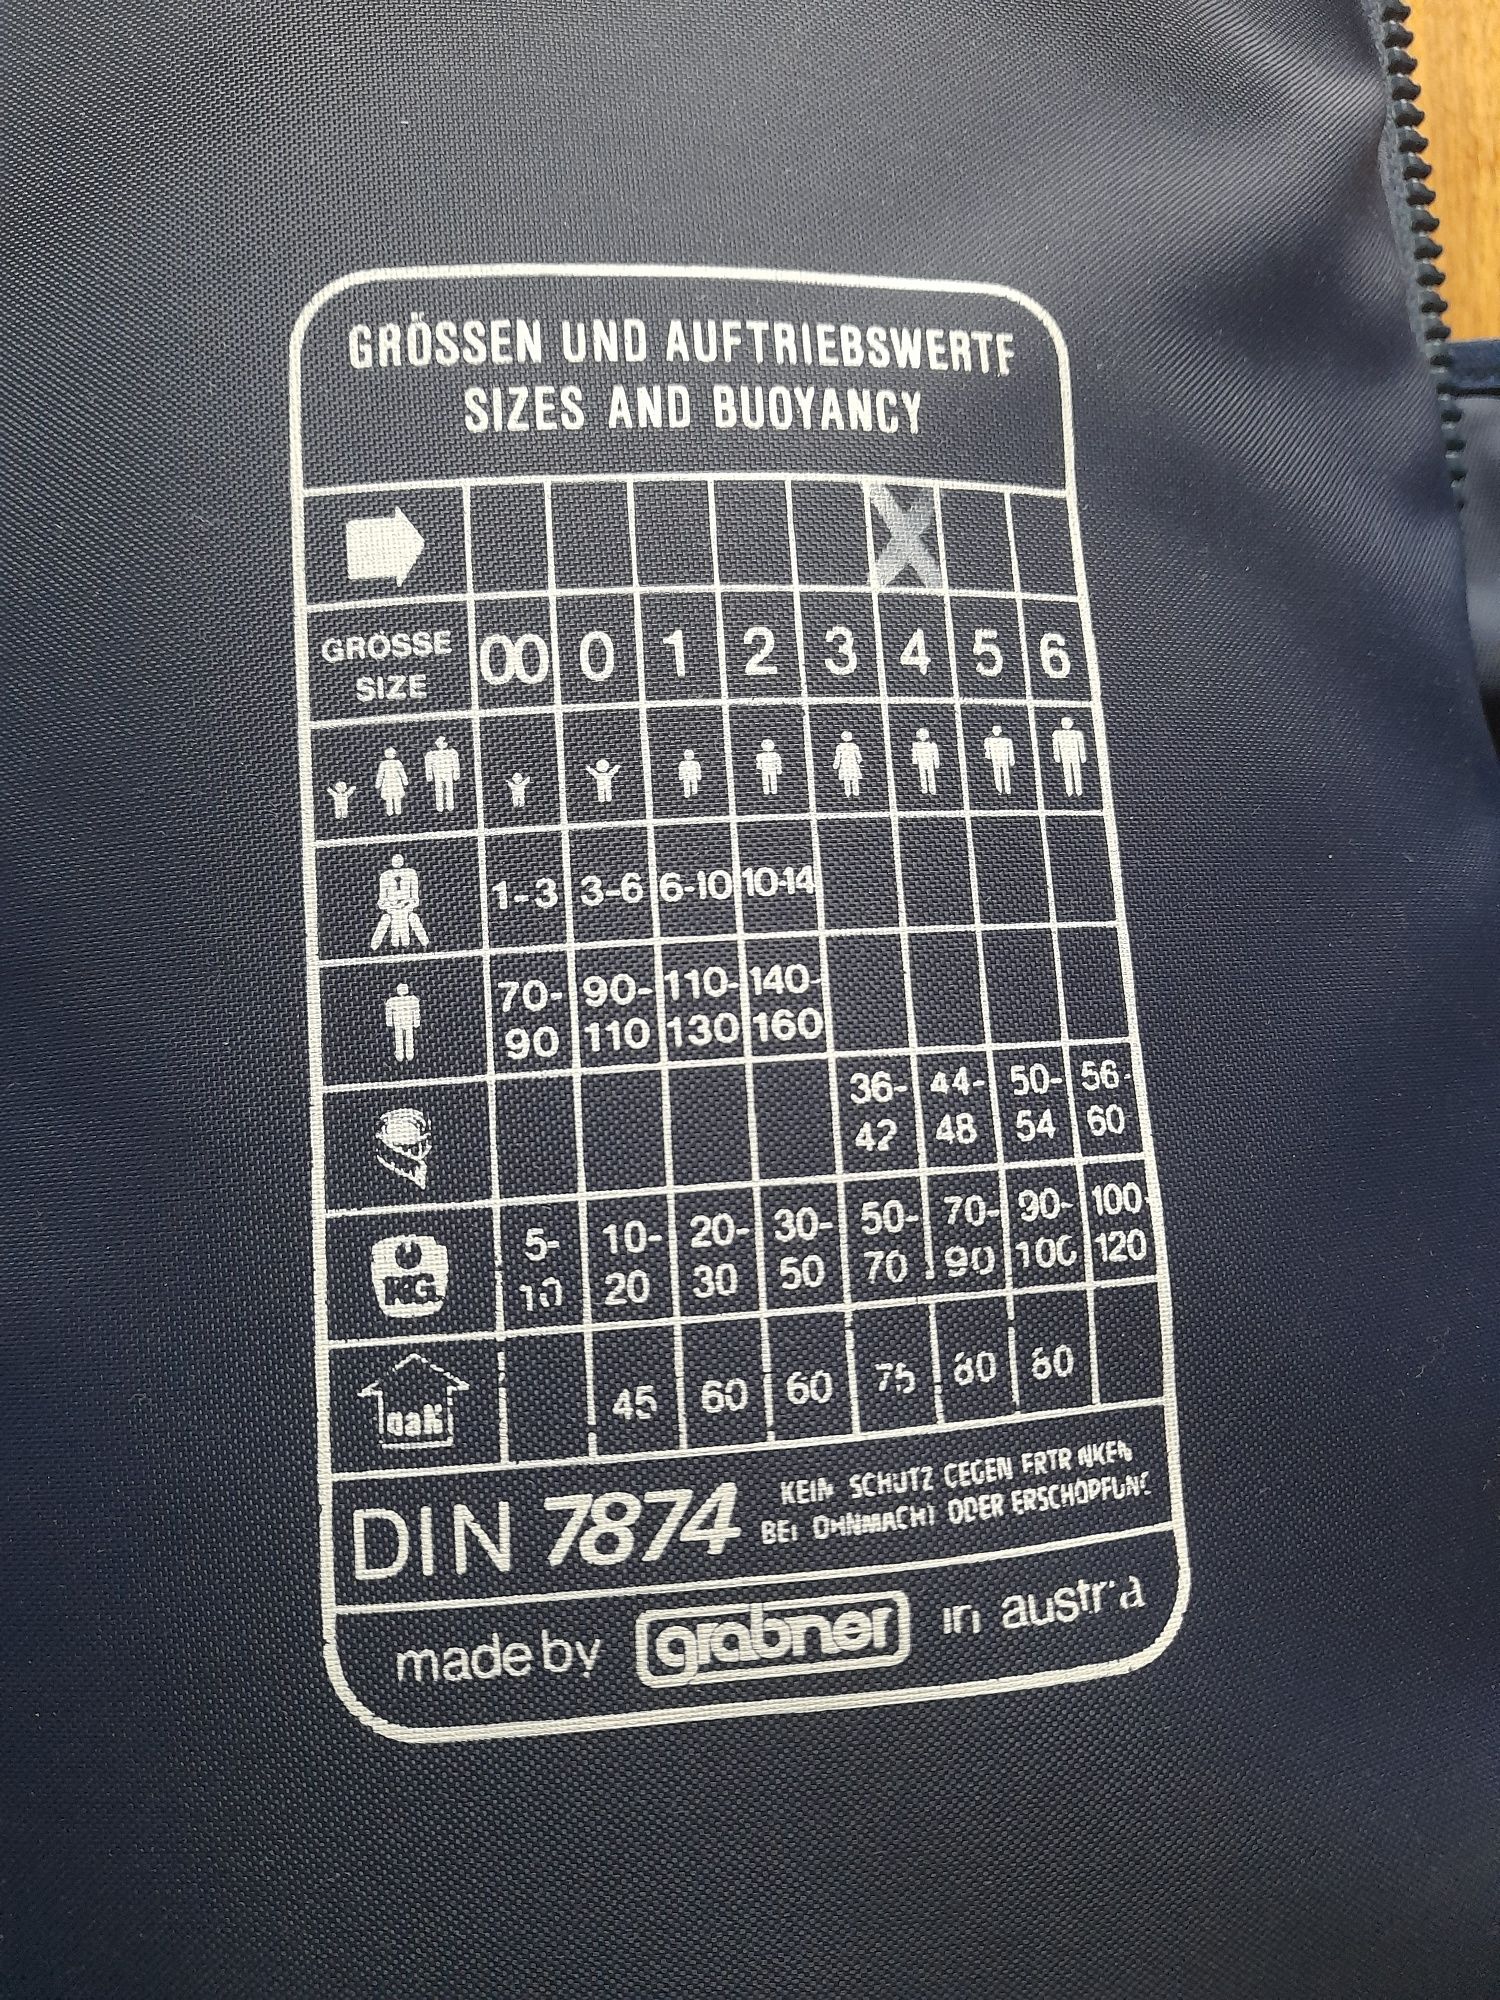 GRÖSSEN UND AUFTRIEBSWERTE
SIZES AND BUOYANCY
X
GRÖSSE 00 0 1 2 3 4 5 6
SIZE
1-3 3-6 6-10 10-14
70- 90- 110- 140-
90 110 130 160
36- 44- 50- 56-
42 48 54 60
5- 10- 20- 30- 50- 70- 90- 100-
KG 10 20 30 50 70 90 100 120
45 60 60 75 80 80
DIN 7874
KEIN SCHUTZ GEGEN ERTRINKEN
BEI OHNMACHT ODER ERSCHÖPFUNG
made by grabner in austria